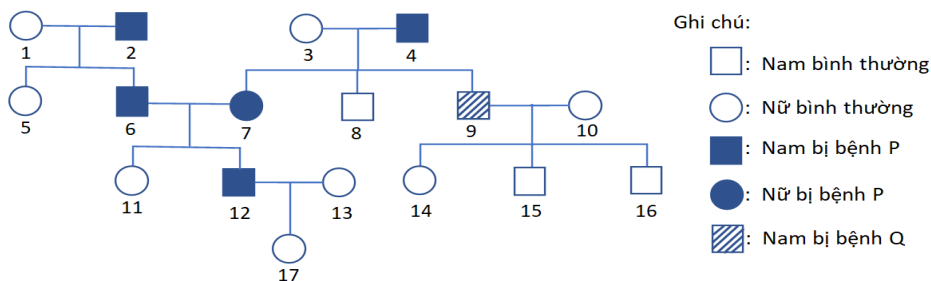 Ghi chú:
1 2 3 4
: Nam bình thường
: Nữ bình thường
5 6 7 8 9 10
: Nam bị bệnh P
: Nữ bị bệnh P
11 12 13 14 15 16
: Nam bị bệnh Q
17